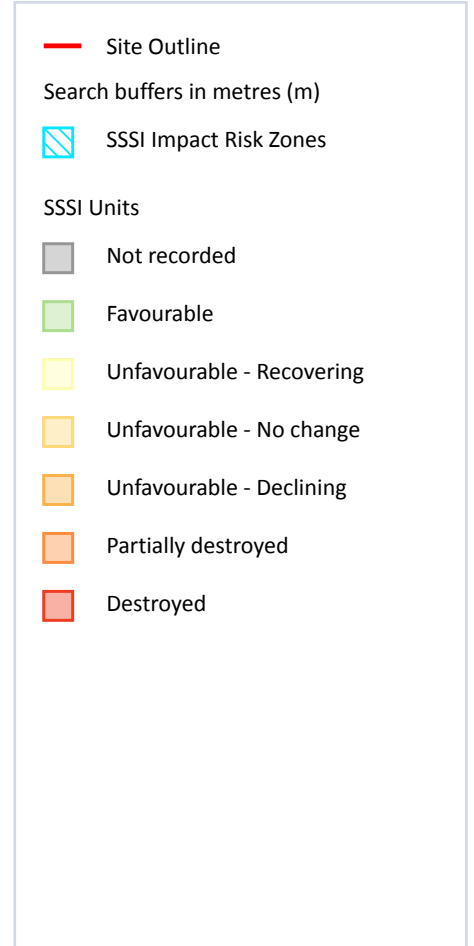 Site Outline
Search buffers in metres (m)
SSSI Impact Risk Zones
SSSI Units
Not recorded
Favourable
Unfavourable - Recovering
Unfavourable - No change
Unfavourable - Declining
Partially destroyed
Destroyed